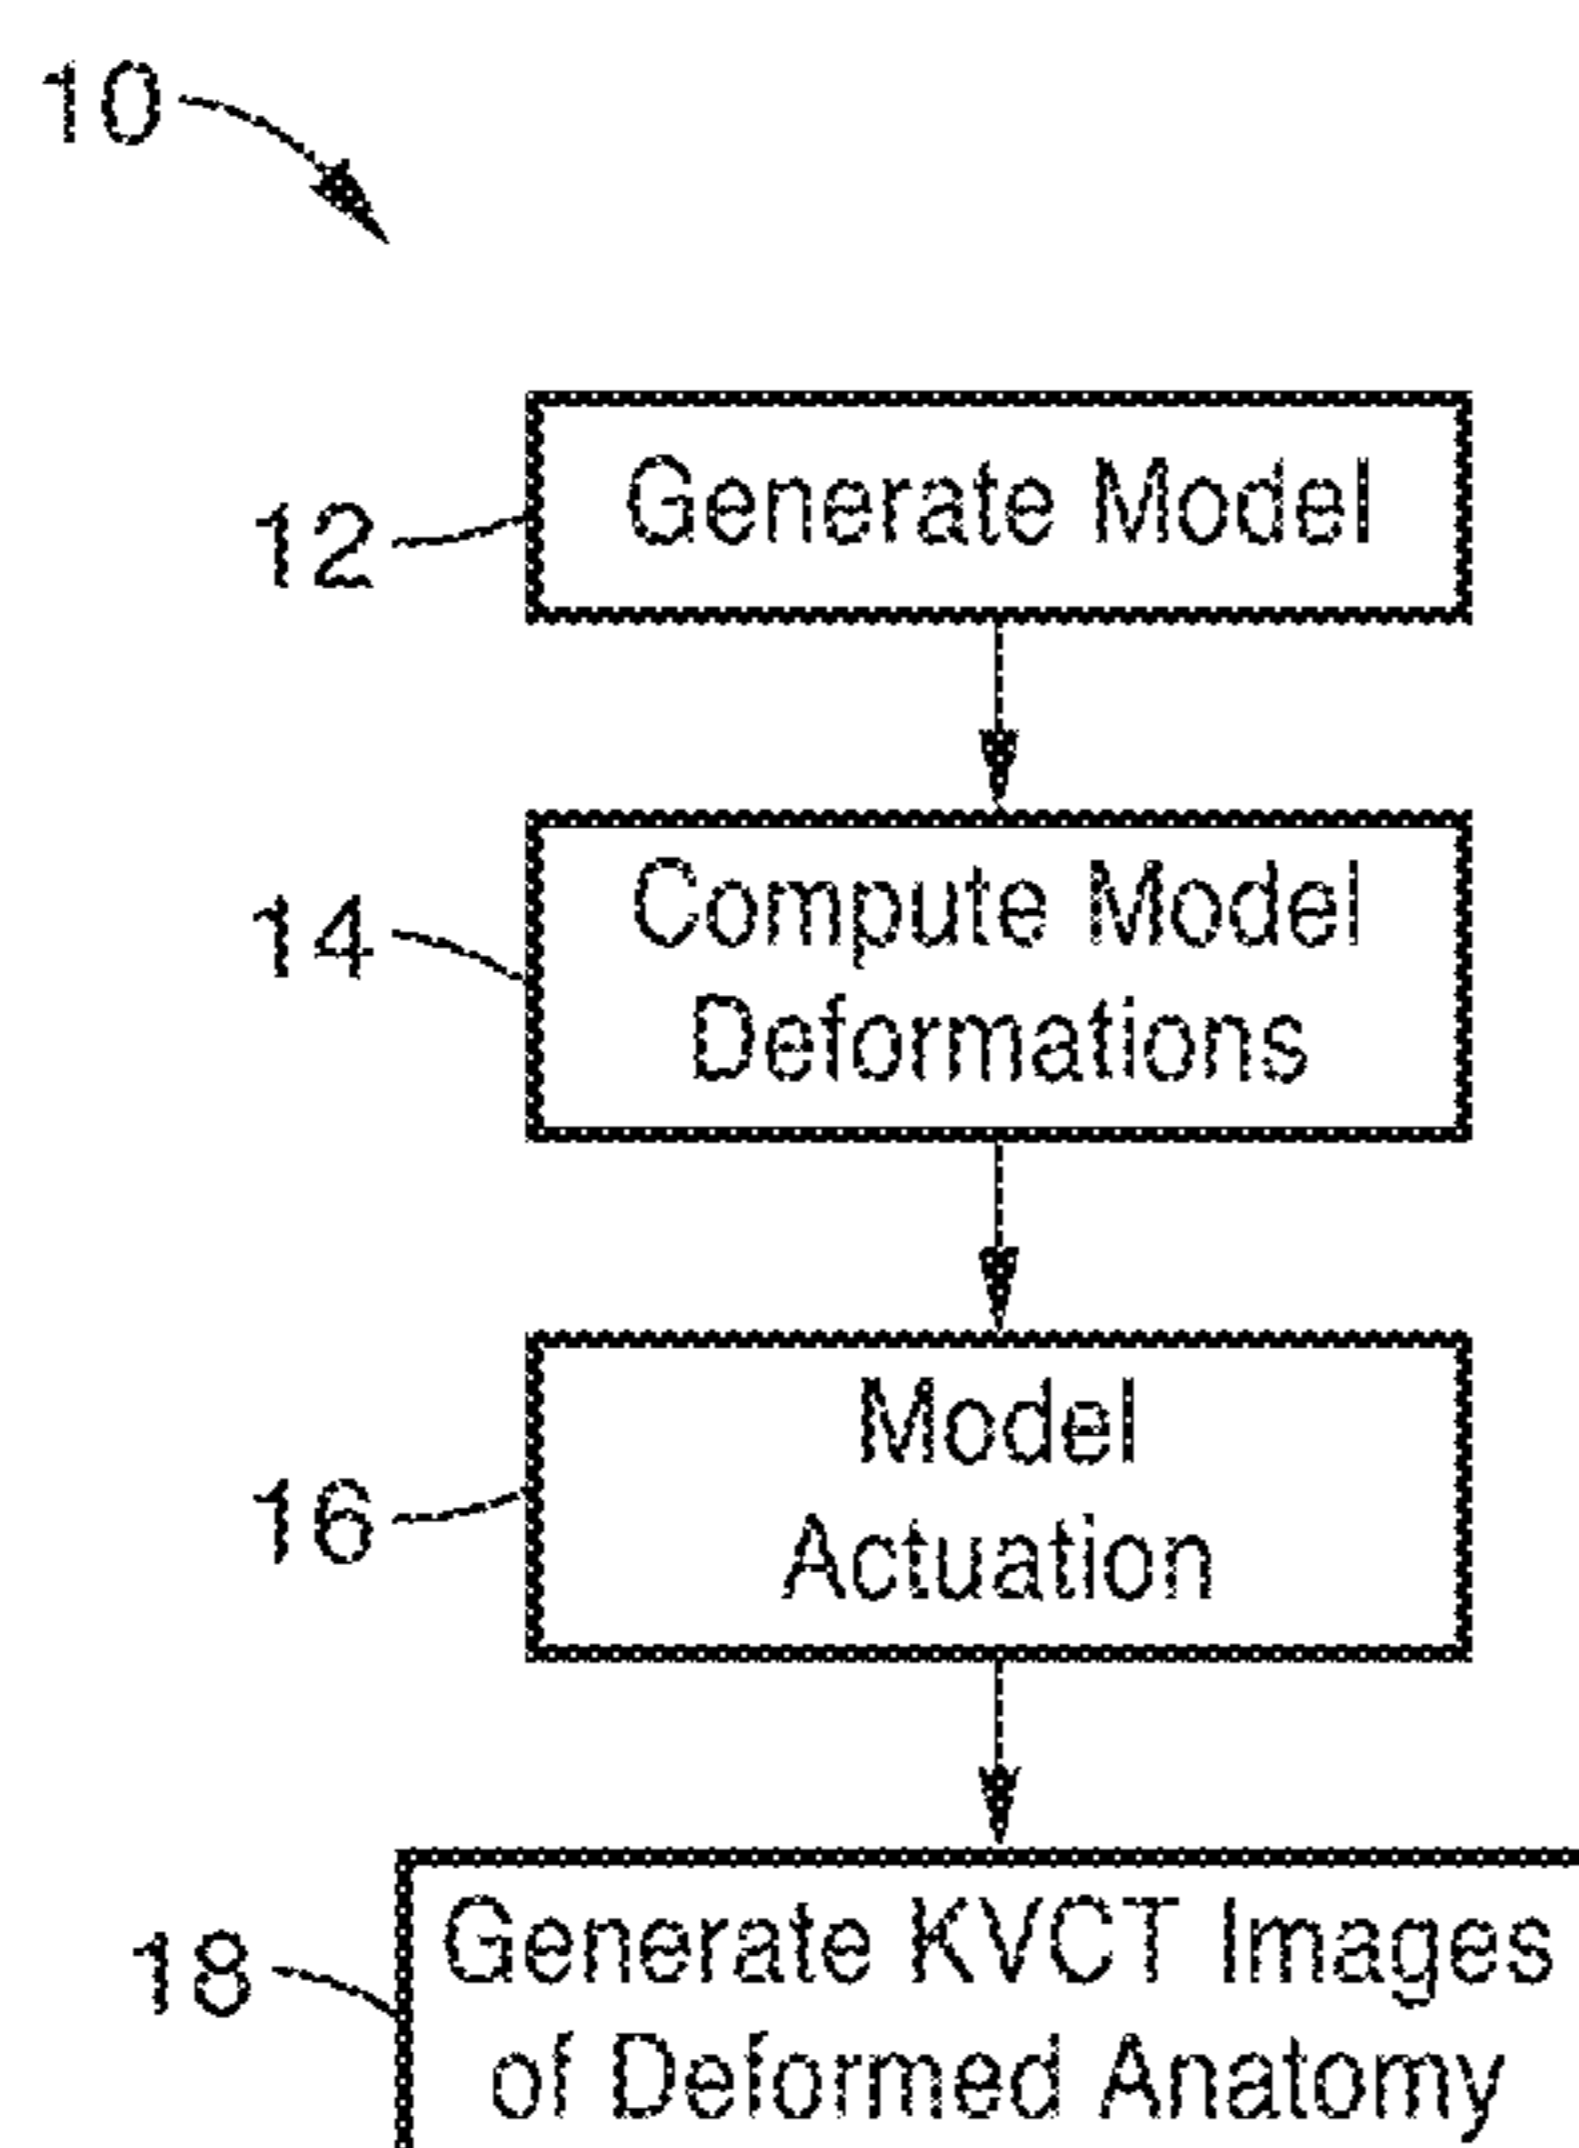 10
12
Generate Model
14
Compute Model
Deformations
16
Model
Actuation
18
Generate KVCT Images
of Deformed Anatomy